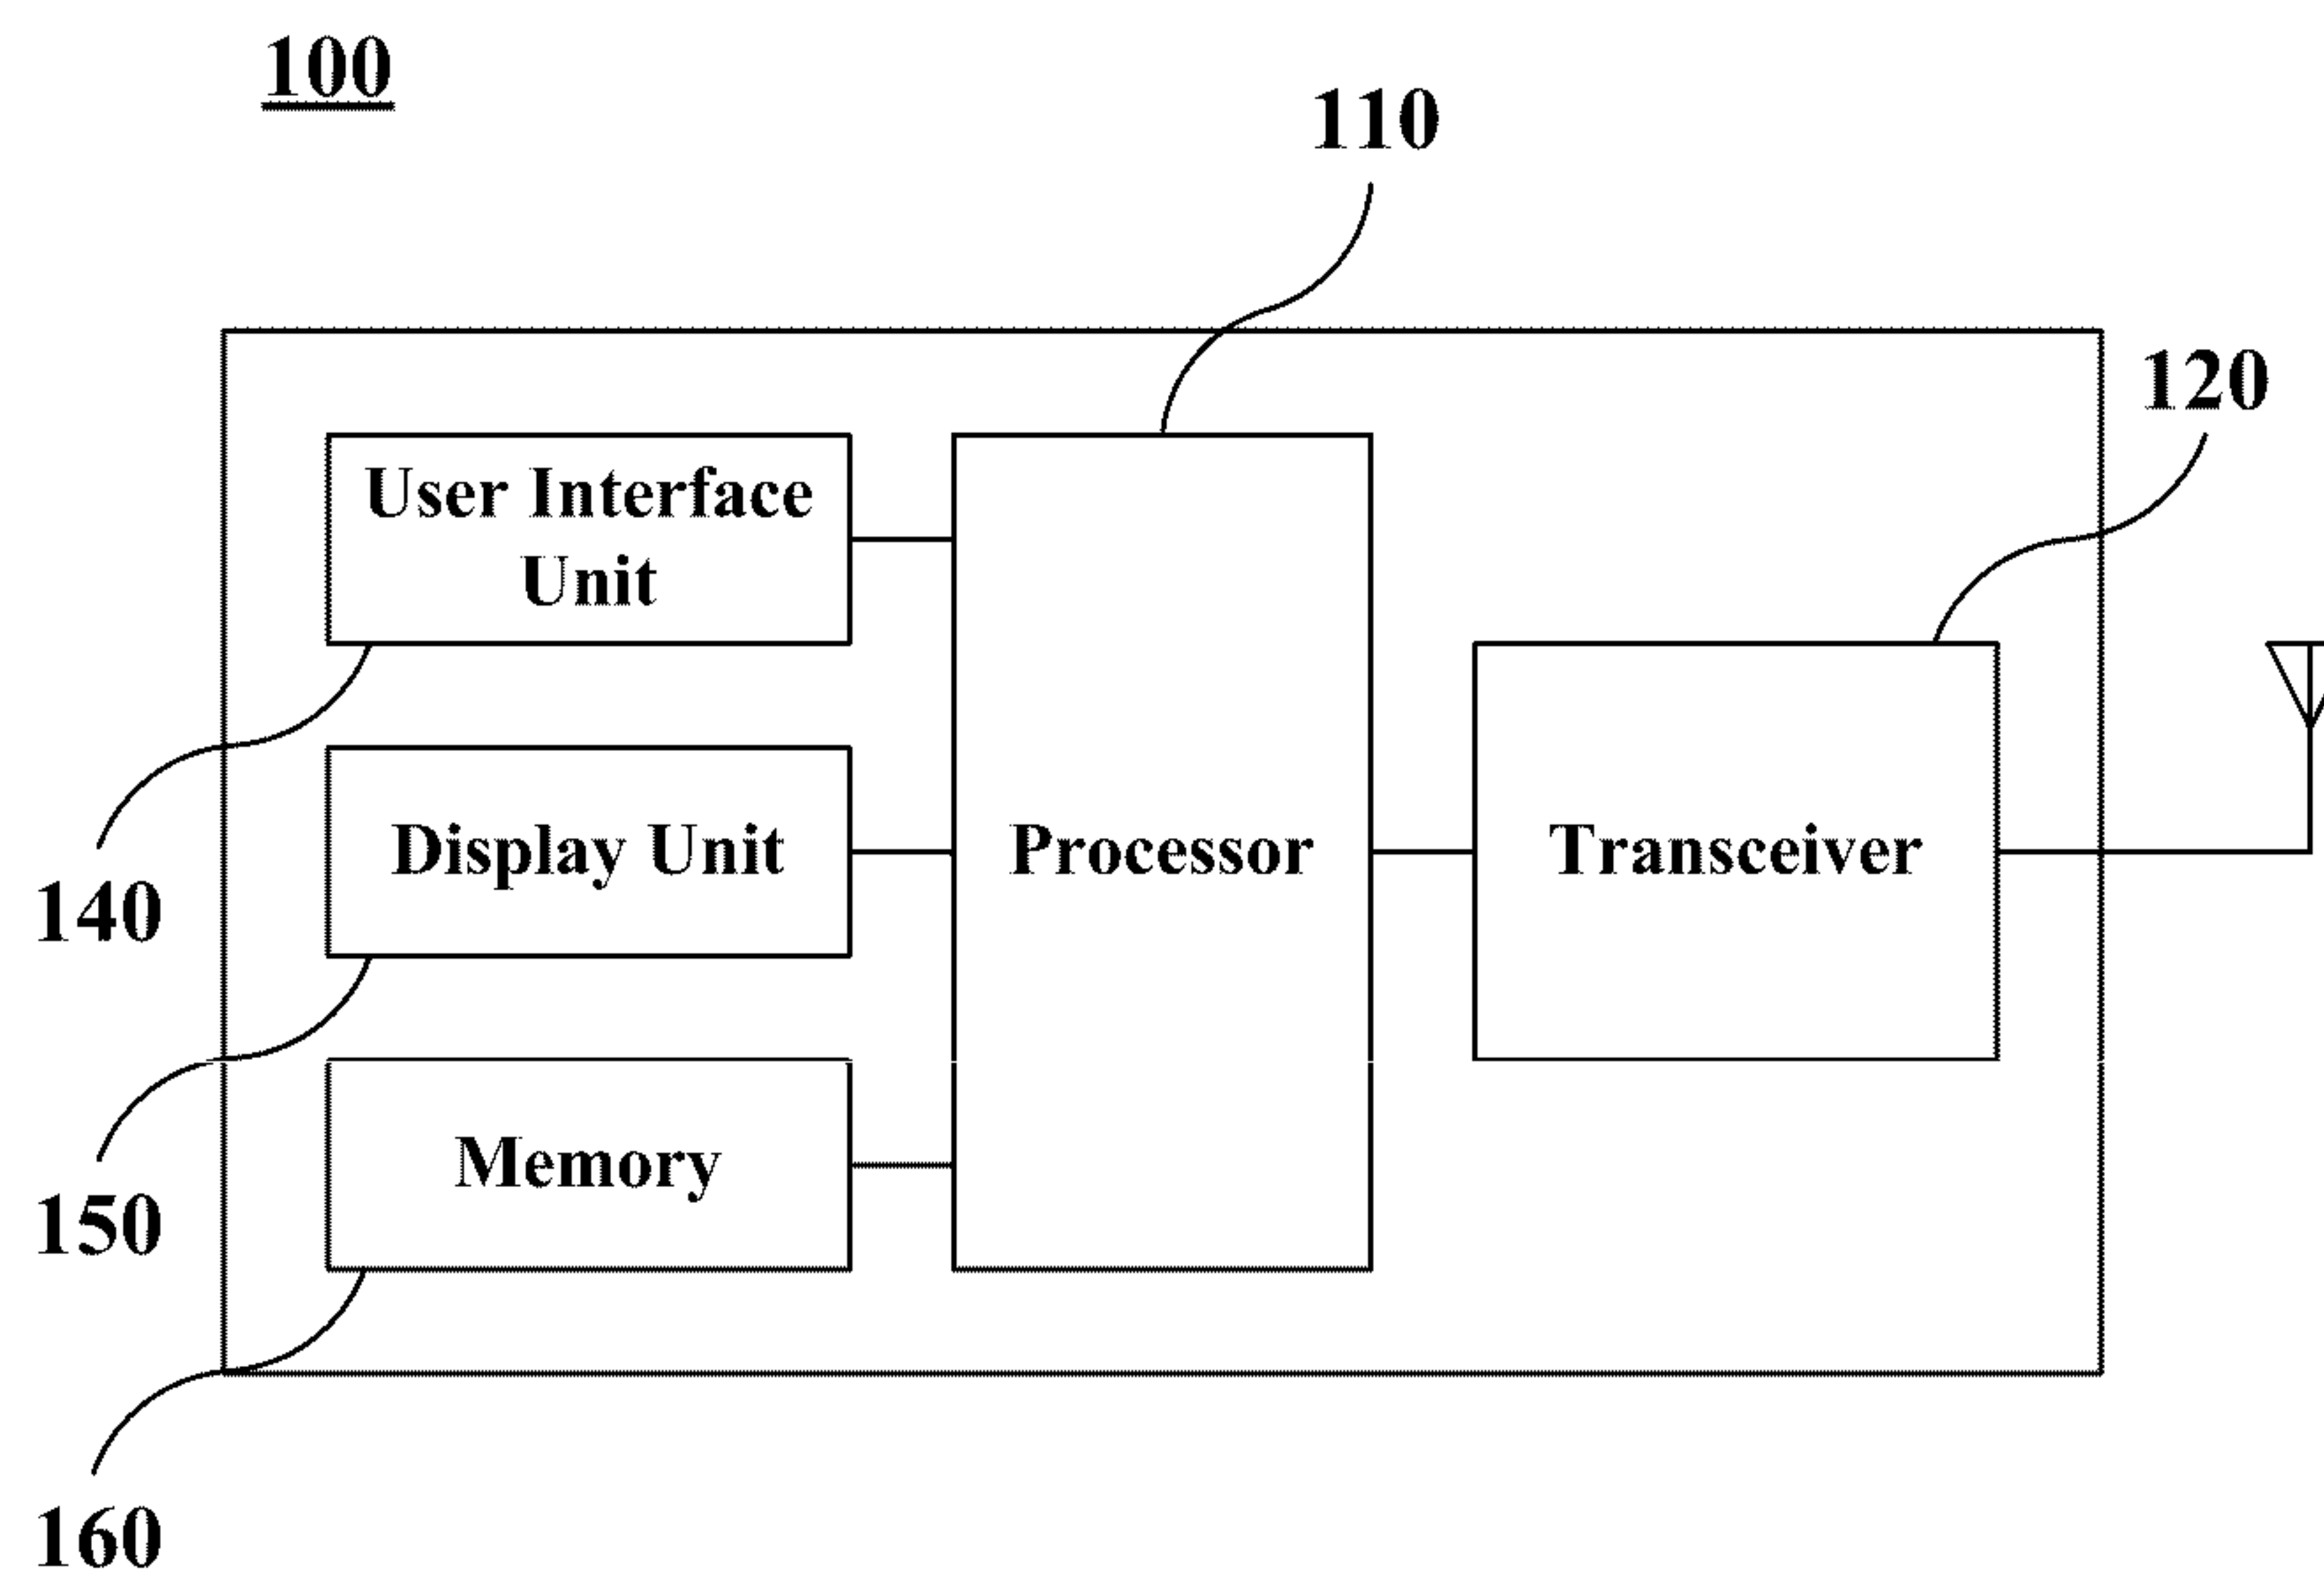 100
110
120
User Interface
Unit
140
Display Unit
Processor
Transceiver
150
Memory
160